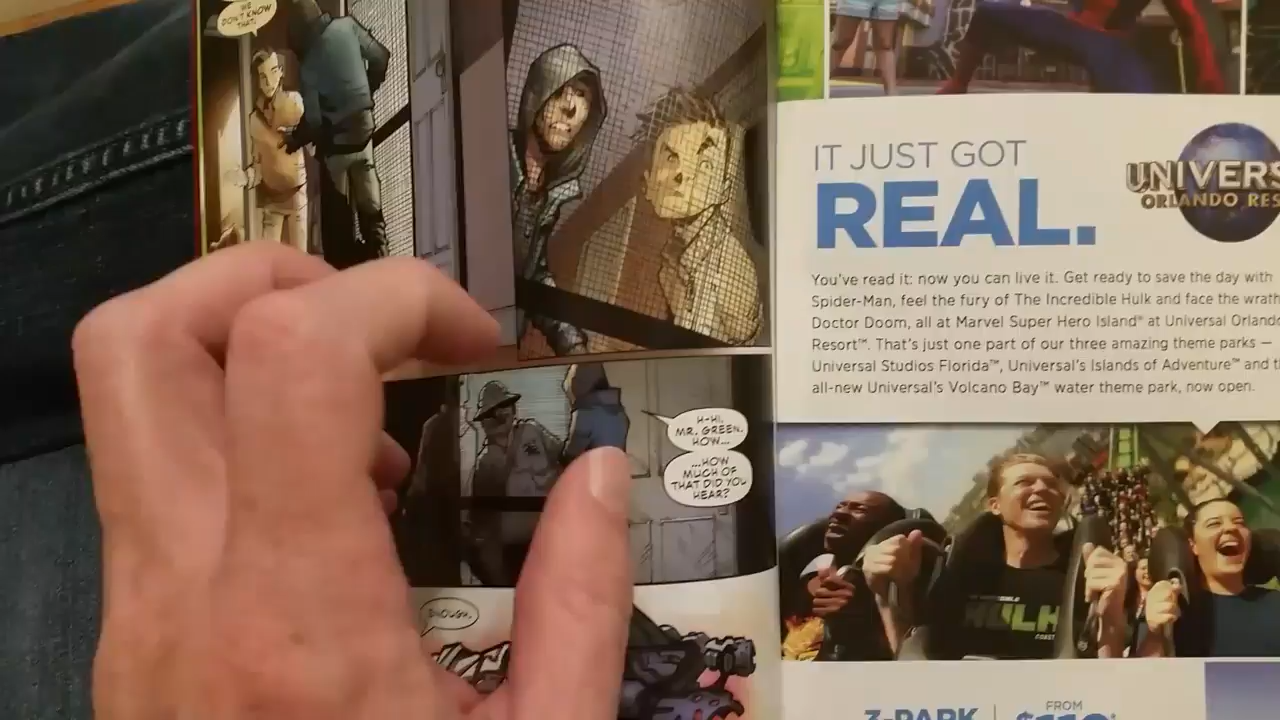 WE
DON'T KNOW
THAT.
H-HI,
MR. GREEN.
HOW...
...HOW
MUCH OF
THAT DID YOU
HEAR?
ENOUGH.
IT JUST GOT
REAL.
UNIVERS
ORLANDO RES
You've read it: now you can live it. Get ready to save the day with
Spider-Man, feel the fury of The Incredible Hulk and face the wrath
Doctor Doom, all at Marvel Super Hero Island® at Universal Orlando
Resort™. That's just one part of our three amazing theme parks —
Universal Studios Florida™, Universal's Islands of Adventure™ and t
all-new Universal's Volcano Bay™ water theme park, now open.
HULK
COAST
3-PARK
FROM